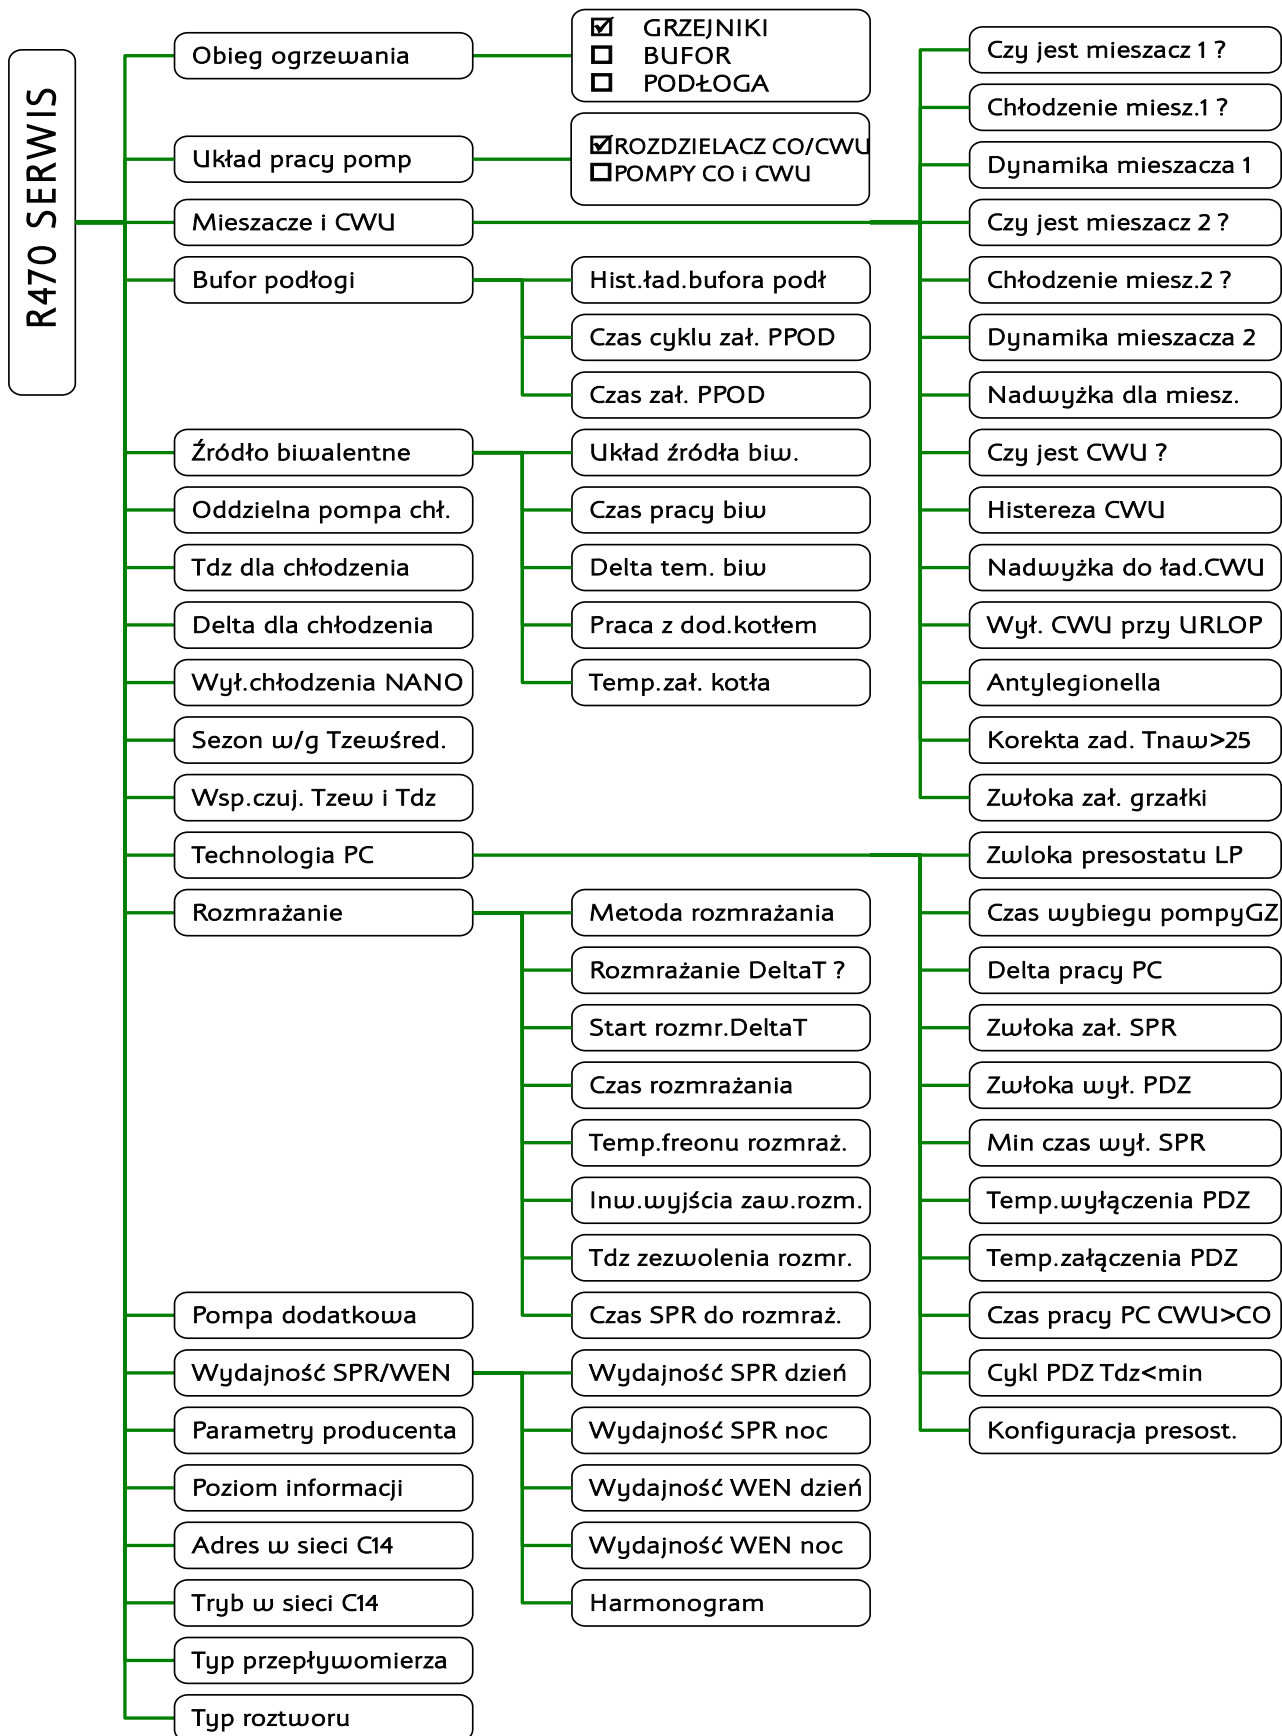 R470 SERWIS
Obieg ogrzewania
☑ GRZEJNIKI
☐ BUFOR
☐ PODŁOGA
Układ pracy pomp
☑ ROZDZIELACZ CO/CWU
☐ POMPY CO i CWU
Mieszacze i CWU
Czy jest mieszacz 1 ?
Chłodzenie miesz.1 ?
Dynamika mieszacza 1
Czy jest mieszacz 2 ?
Chłodzenie miesz.2 ?
Dynamika mieszacza 2
Nadwyżka dla miesz.
Czy jest CWU ?
Histereza CWU
Nadwyżka do ład.CWU
Wył. CWU przy URLOP
Antylegionella
Korekta zad. Tnaw>25
Zwłoka zał. grzałki
Bufor podłogi
Hist.ład.bufora podł
Czas cyklu zał. PPOD
Czas zał. PPOD
Źródło biwalentne
Układ źródła biw.
Czas pracy biw
Delta tem. biw
Praca z dod.kotłem
Temp.zał. kotła
Oddzielna pompa chł.
Tdz dla chłodzenia
Delta dla chłodzenia
Wył.chłodzenia NANO
Sezon w/g Tzewśred.
Wsp.czuj. Tzew i Tdz
Technologia PC
Zwloka presostatu LP
Czas wybiegu pompyGZ
Delta pracy PC
Zwłoka zał. SPR
Zwłoka wył. PDZ
Min czas wył. SPR
Temp.wyłączenia PDZ
Temp.załączenia PDZ
Czas pracy PC CWU>CO
Cykl PDZ Tdz<min
Konfiguracja presost.
Rozmrażanie
Metoda rozmrażania
Rozmrażanie DeltaT ?
Start rozmr.DeltaT
Czas rozmrażania
Temp.freonu rozmraż.
Inw.wyjścia zaw.rozm.
Tdz zezwolenia rozmr.
Czas SPR do rozmraż.
Pompa dodatkowa
Wydajność SPR/WEN
Wydajność SPR dzień
Wydajność SPR noc
Wydajność WEN dzień
Wydajność WEN noc
Harmonogram
Parametry producenta
Poziom informacji
Adres w sieci C14
Tryb w sieci C14
Typ przepływomierza
Typ roztworu